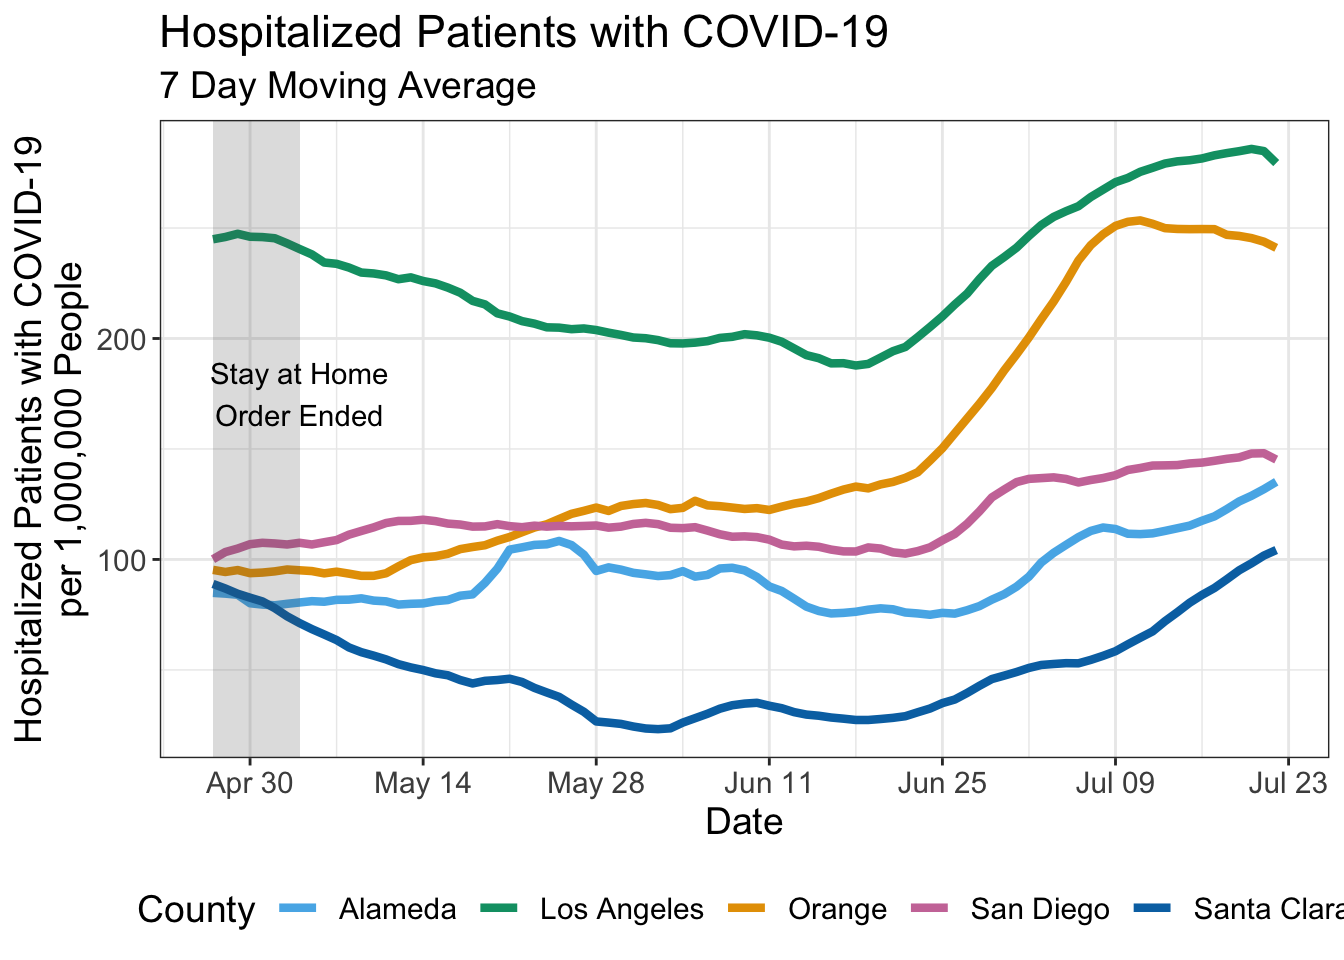 Hospitalized Patients with COVID-19
7 Day Moving Average
Hospitalized Patients with COVID-19
per 1,000,000 People
200
100
Stay at Home
Order Ended
Apr 30 May 14 May 28 Jun 11 Jun 25 Jul 09 Jul 23
Date
County Alameda Los Angeles Orange San Diego Santa Clara